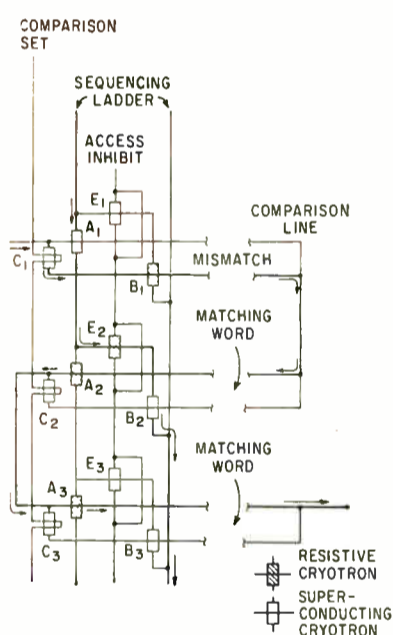 COMPARISON
SET
SEQUENCING
LADDER
ACCESS
INHIBIT
E1
A1
COMPARISON
LINE
C1
MISMATCH
B1
E2
MATCHING
WORD
A2
C2
B2
E3
MATCHING
WORD
A3
C3
B3
RESISTIVE
CRYOTRON
SUPER-
CONDUCTING
CRYOTRON